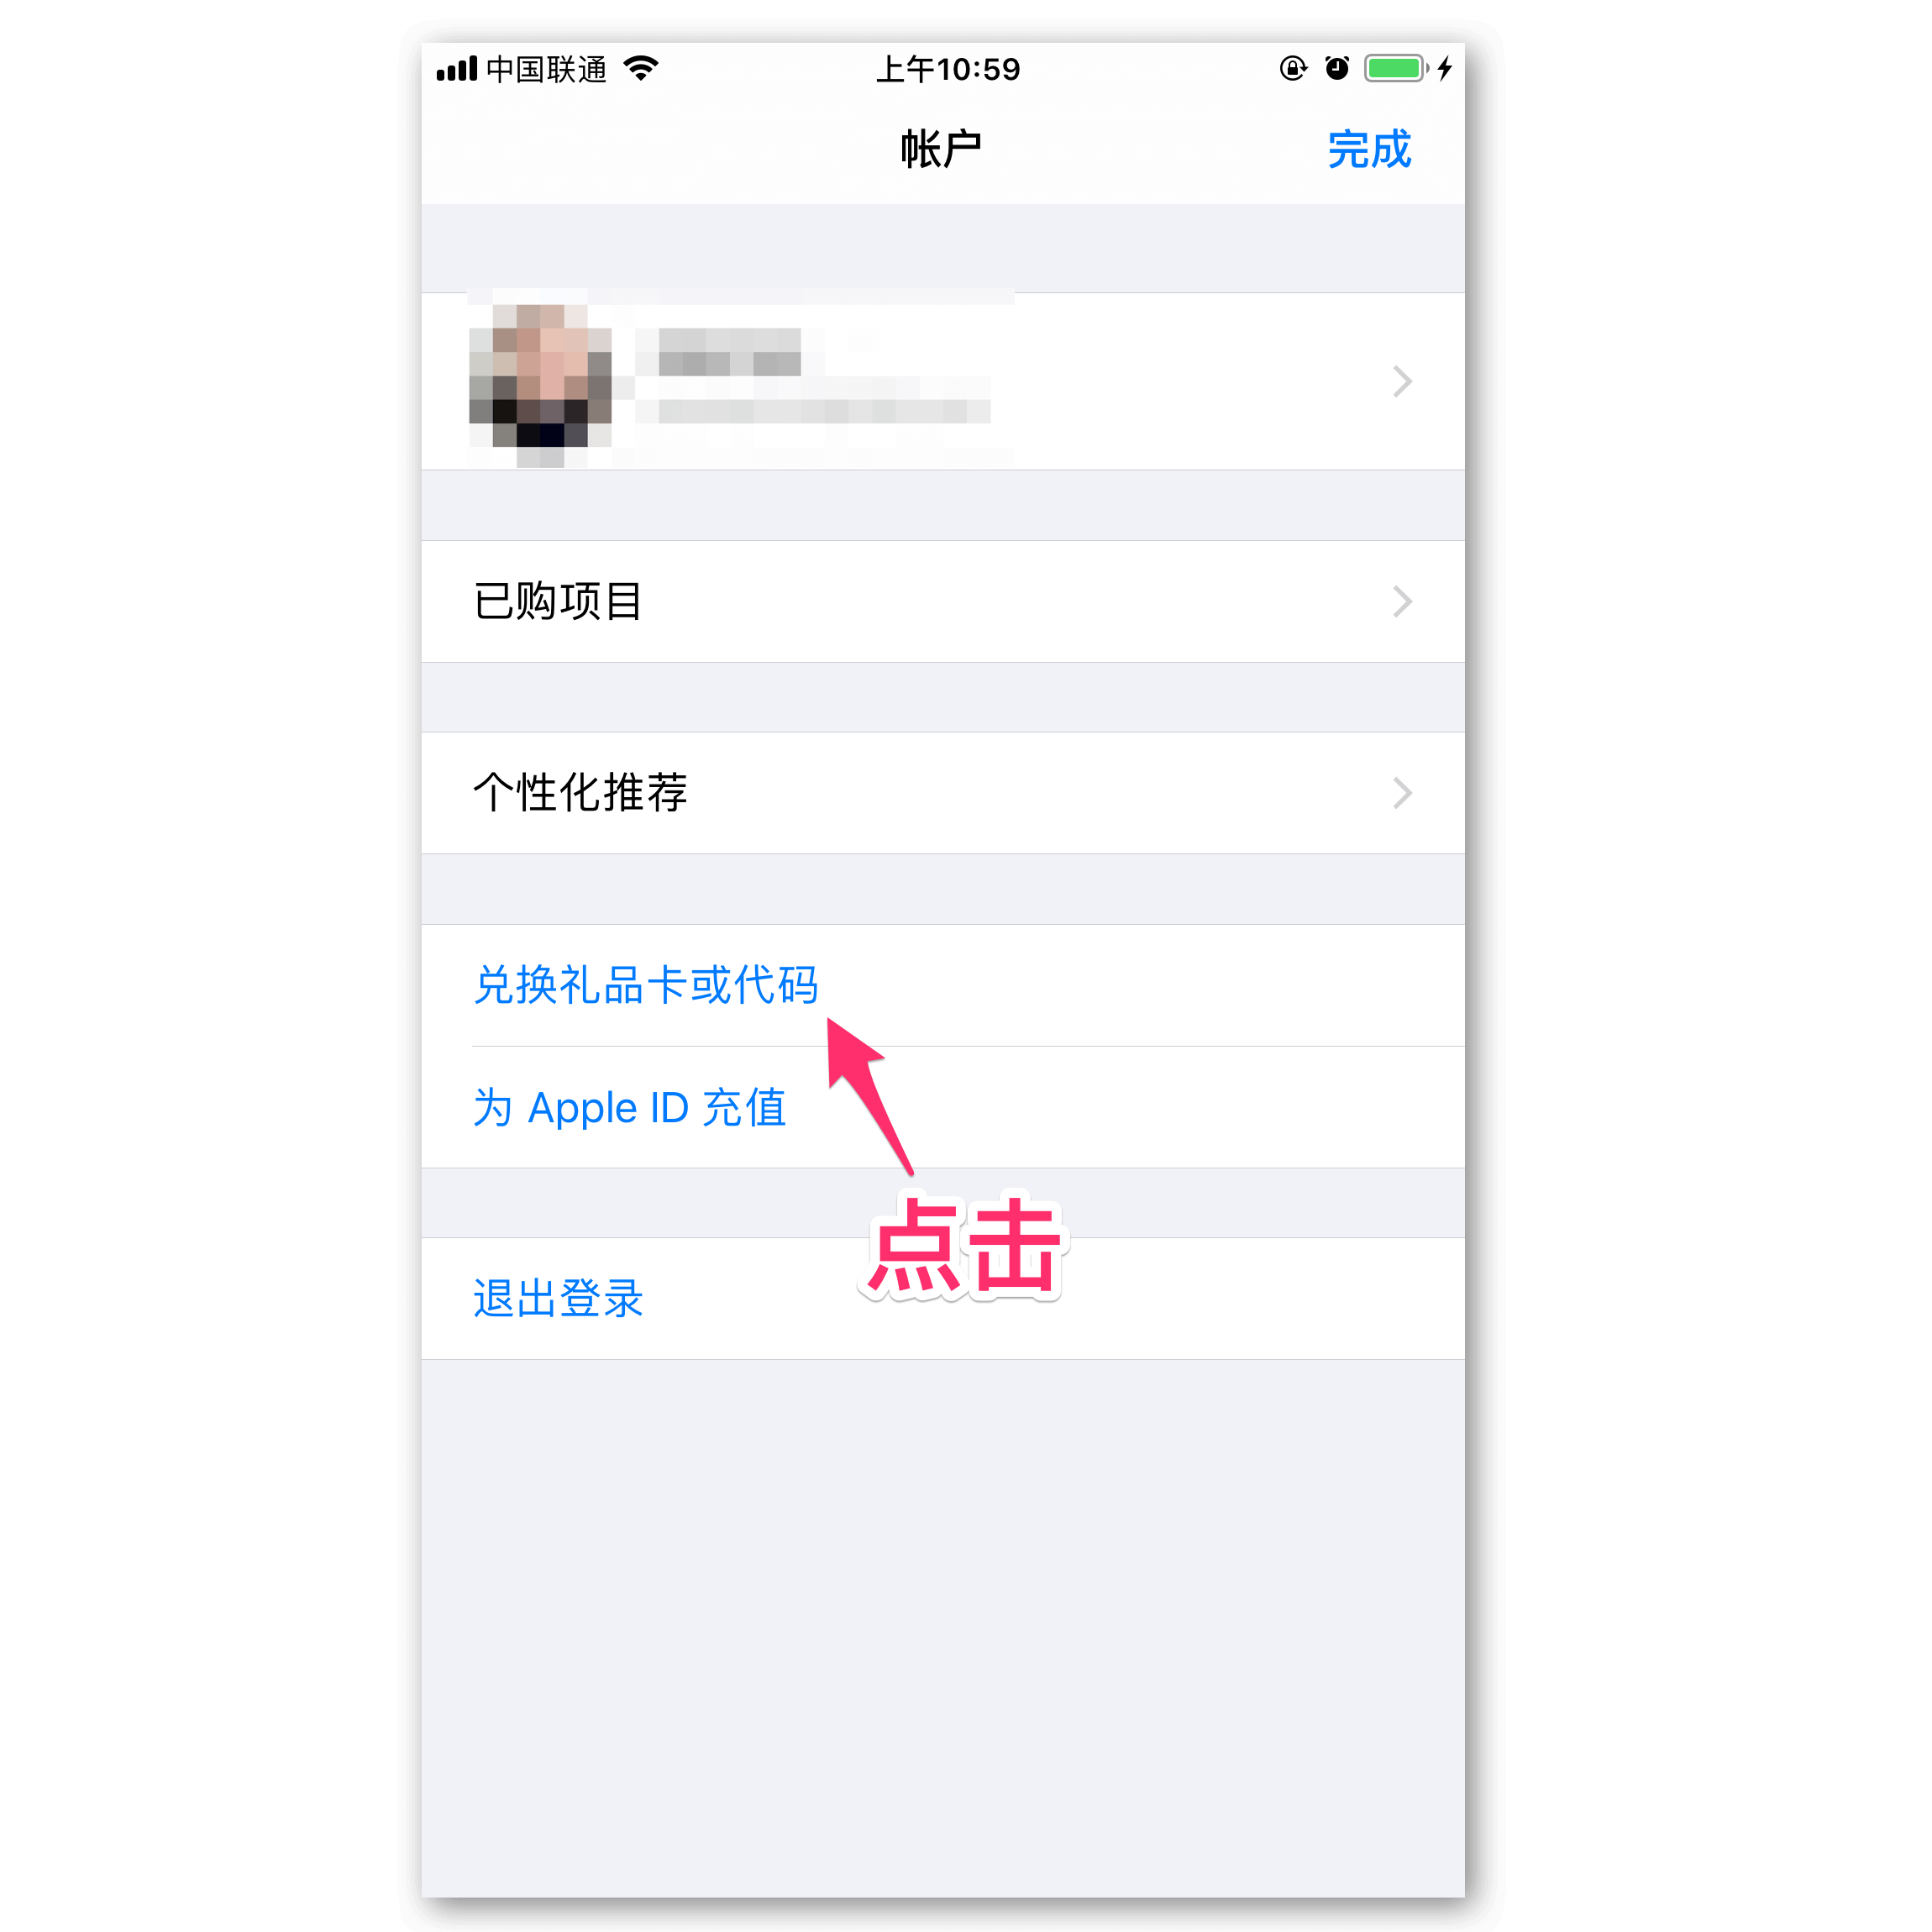 中国联通 上午10:59
帐户 完成
已购项目
个性化推荐
兑换礼品卡或代码
为 Apple ID 充值
点击
退出登录